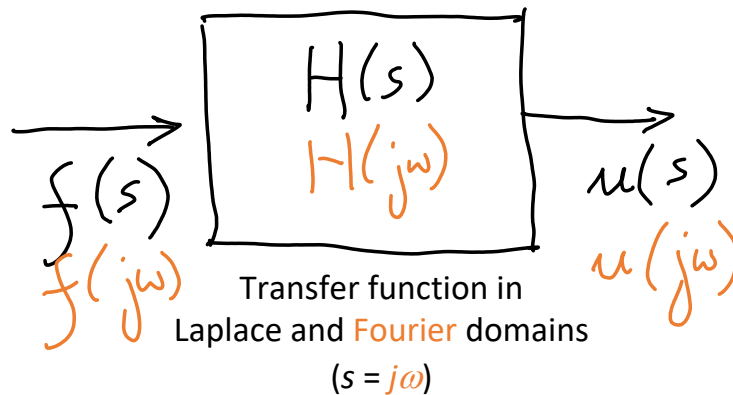 H(s)
H(jω)
f(s)
f(jω)
u(s)
u(jω)
Transfer function in
Laplace and Fourier domains
(s = jω)